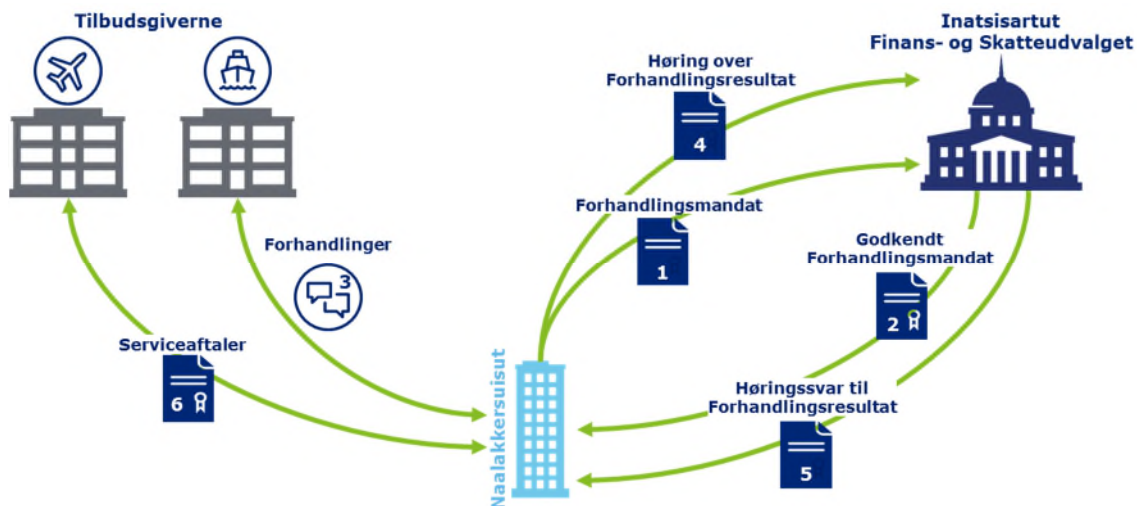 Tilbudsgiverne
Inatsisartut
Finans- og Skatteudvalget
Høring over
Forhandlingsresultat
4
Forhandlingsmandat
1
Forhandlinger
3
Godkendt
Forhandlingsmandat
2
Serviceaftaler
6
Naalakkersuisut
Høringssvar til
Forhandlingsresultat
5